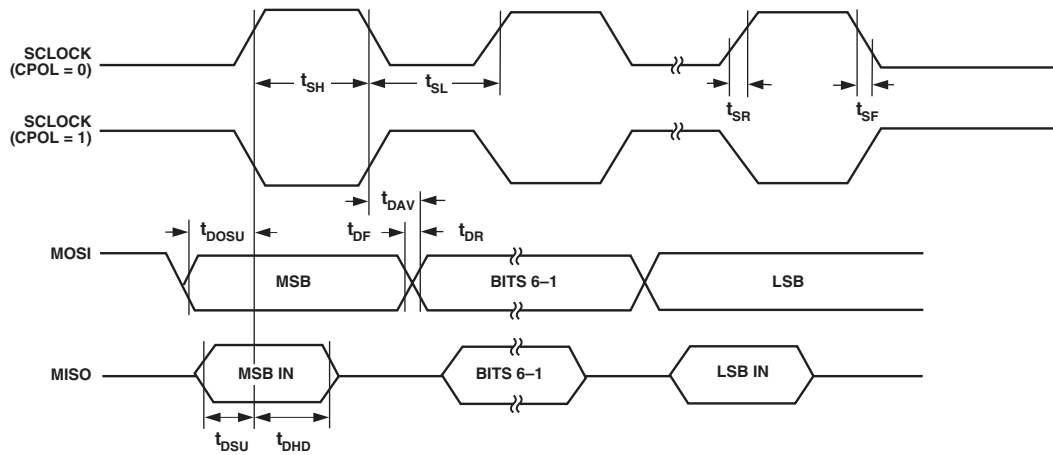 SCLOCK
(CPOL = 0)
tSH
tSL
tSR
tSF
SCLOCK
(CPOL = 1)
tDAV
tDOSU
tDF
tDR
MOSI
MSB
BITS 6–1
LSB
MISO
MSB IN
BITS 6–1
LSB IN
tDSU
tDHD